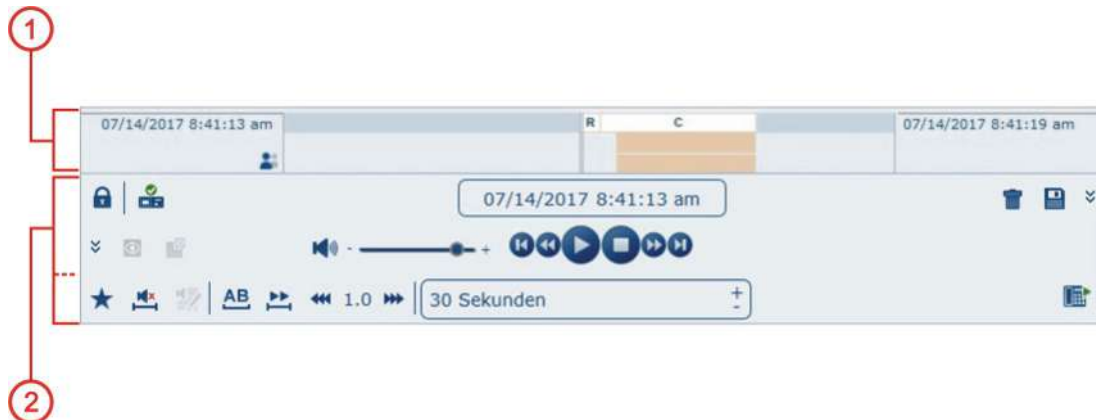 1
07/14/2017 8:41:13 am R C 07/14/2017 8:41:19 am
07/14/2017 8:41:13 am
- +
AB 1.0 30 Sekunden + -
2